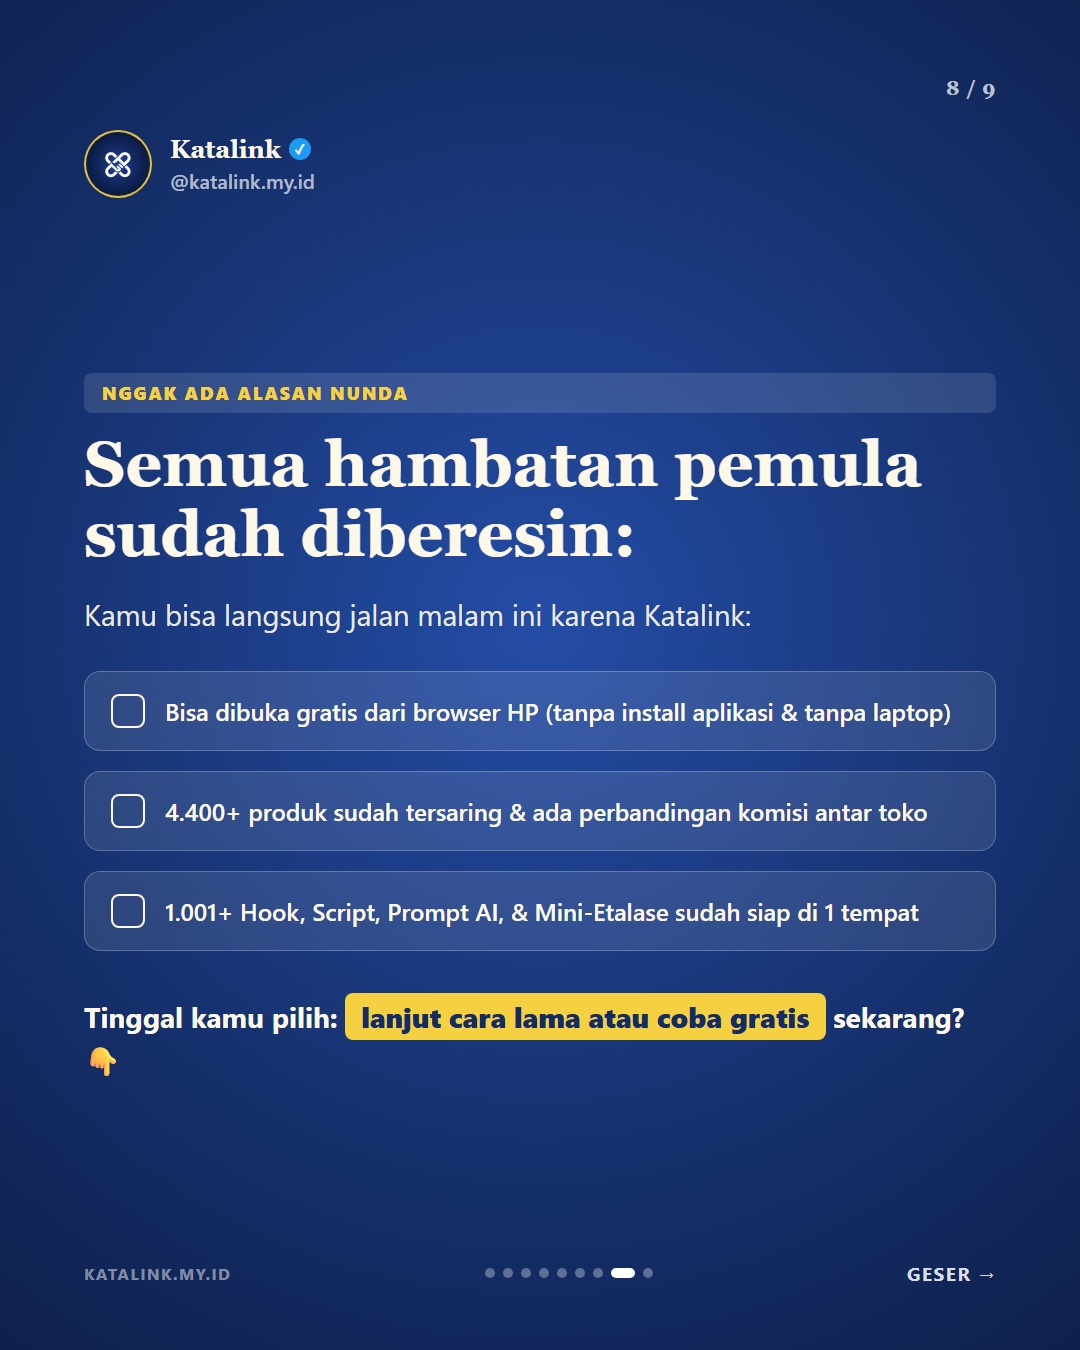 8 / 9
Katalink
@katalink.my.id
NGGAK ADA ALASAN NUNDA
Semua hambatan pemula
sudah diberesin:
Kamu bisa langsung jalan malam ini karena Katalink:
Bisa dibuka gratis dari browser HP (tanpa install aplikasi & tanpa laptop)
4.400+ produk sudah tersaring & ada perbandingan komisi antar toko
1.001+ Hook, Script, Prompt AI, & Mini-Etalase sudah siap di 1 tempat
Tinggal kamu pilih: lanjut cara lama atau coba gratis sekarang?
👇
KATALINK.MY.ID
GESER →